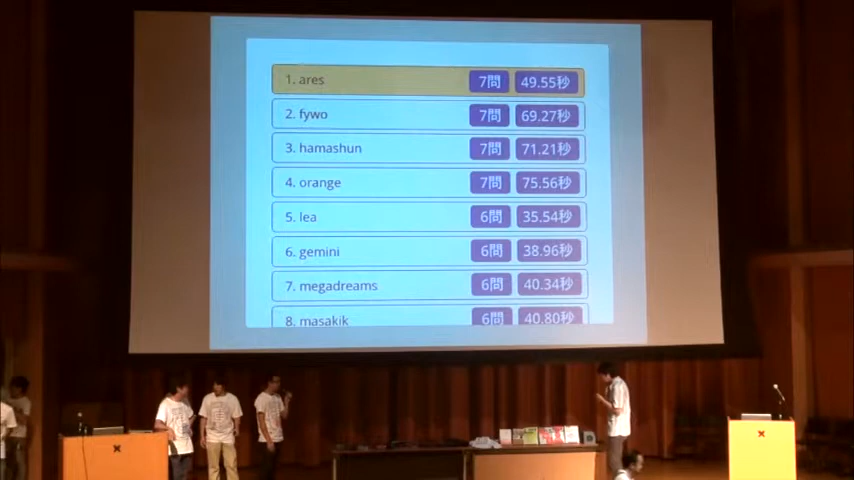 1. ares 7問 49.55秒
2. fywo 7問 69.27秒
3. hamashun 7問 71.21秒
4. orange 7問 75.56秒
5. lea 6問 35.54秒
6. gemini 6問 38.96秒
7. megadreams 6問 40.34秒
8. masakik 6問 40.80秒